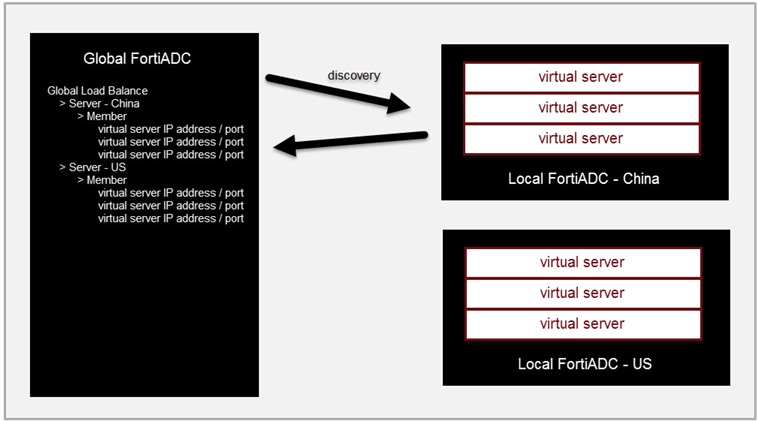 Global FortiADC
Global Load Balance
> Server - China
> Member
virtual server IP address / port
virtual server IP address / port
virtual server IP address / port
> Server - US
> Member
virtual server IP address / port
virtual server IP address / port
virtual server IP address / port
discovery
virtual server
virtual server
virtual server
Local FortiADC - China
virtual server
virtual server
virtual server
Local FortiADC - US